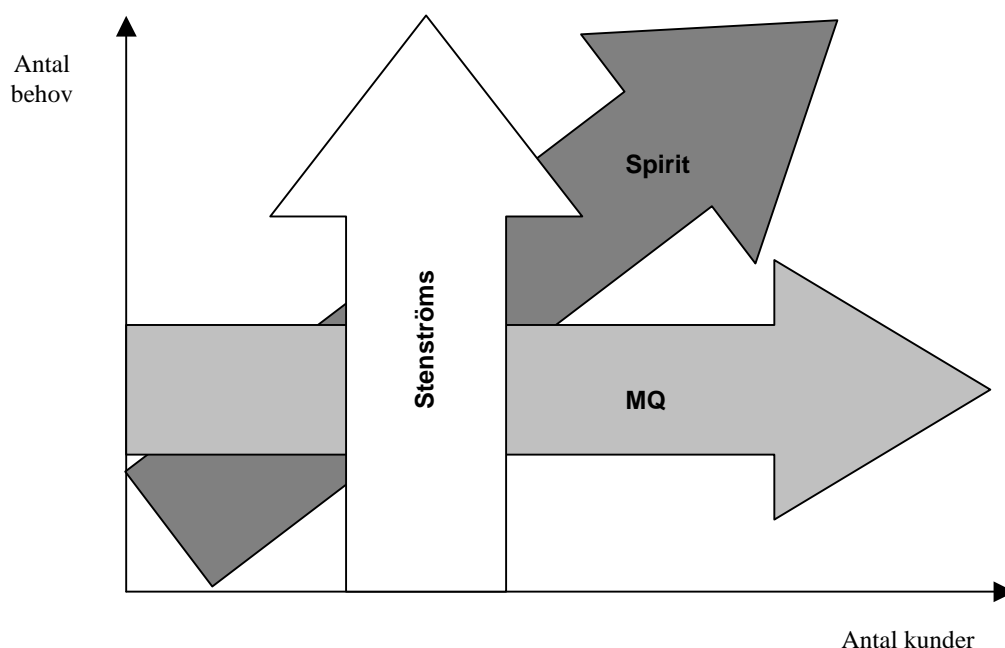 Antal
behov
Spirit
Stenströms
MQ
Antal kunder